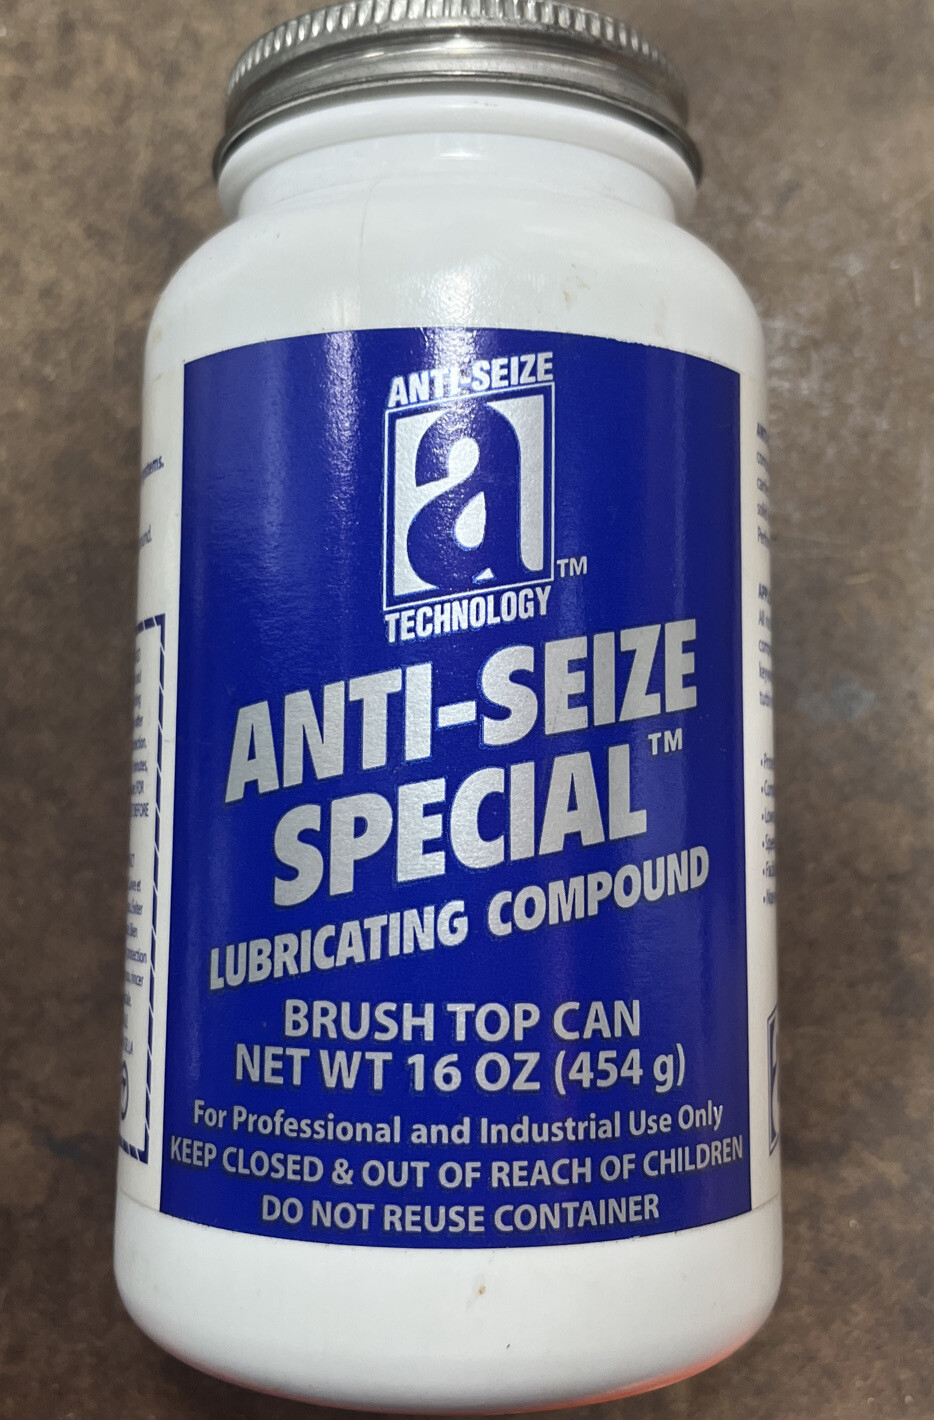 ANTI-SEIZE
a
TM
TECHNOLOGY
ANTI-SEIZE
SPECIAL™
LUBRICATING COMPOUND
BRUSH TOP CAN
NET WT 16 OZ (454 g)
For Professional and Industrial Use Only
KEEP CLOSED & OUT OF REACH OF CHILDREN
DO NOT REUSE CONTAINER